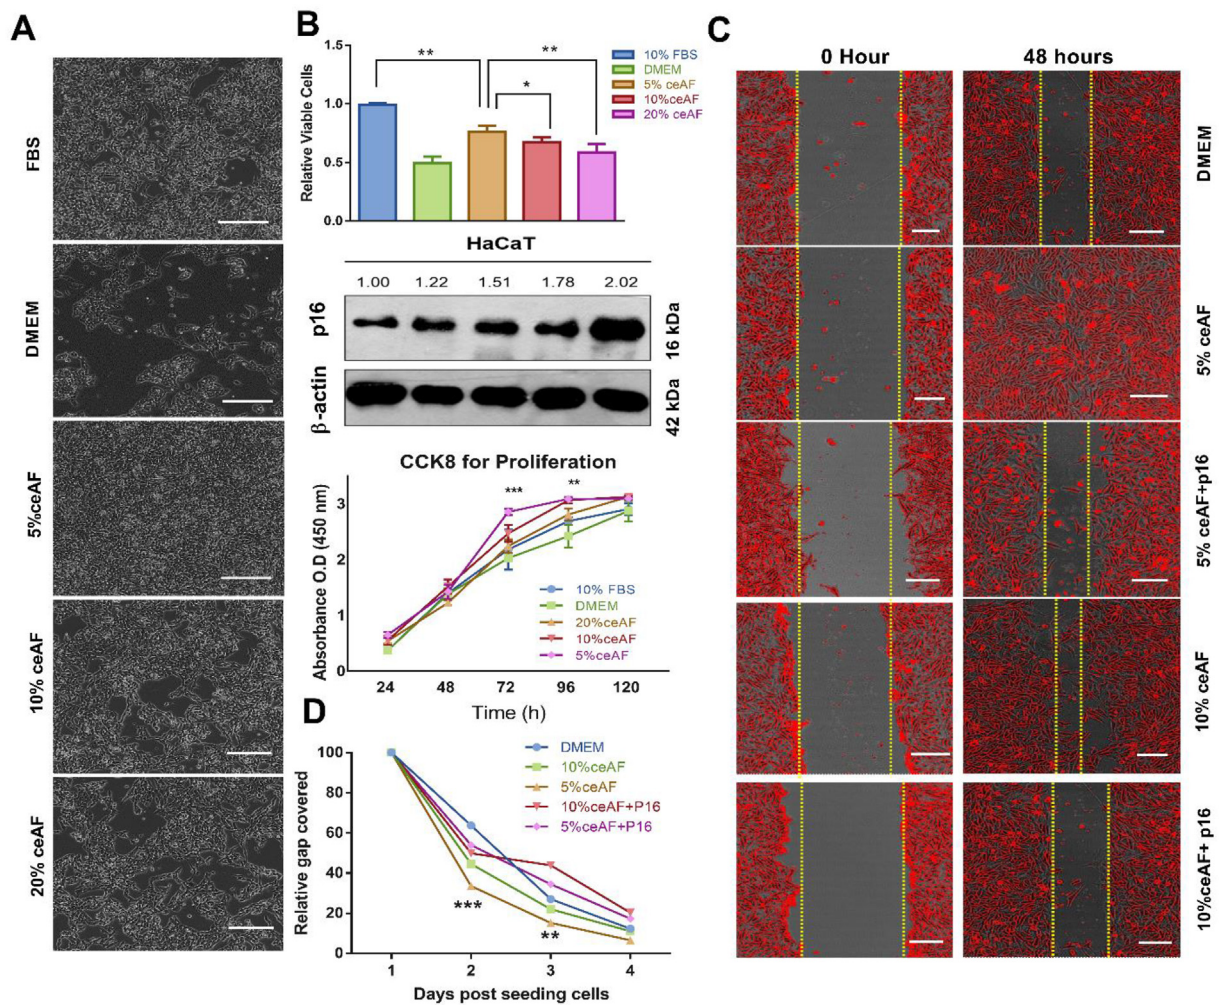 A
FBS
DMEM
5%ceAF
10% ceAF
20% ceAF
B
Relative Viable Cells
1.5
1.0
0.5
0.0
**
**
*
10% FBS
DMEM
5% ceAF
10%ceAF
20% ceAF
HaCaT
1.00 1.22 1.51 1.78 2.02
p16
16 kDa
β-actin
42 kDa
CCK8 for Proliferation
Absorbance O.D (450 nm)
3
2
1
0
***
**
10% FBS
DMEM
20%ceAF
10%ceAF
5%ceAF
24 48 72 96 120
Time (h)
C
0 Hour 48 hours
DMEM
5% ceAF
5% ceAF+p16
10% ceAF
10%ceAF+ p16
D
Relative gap covered
100
80
60
40
20
0
DMEM
10%ceAF
5%ceAF
10%ceAF+P16
5%ceAF+P16
***
**
1 2 3 4
Days post seeding cells